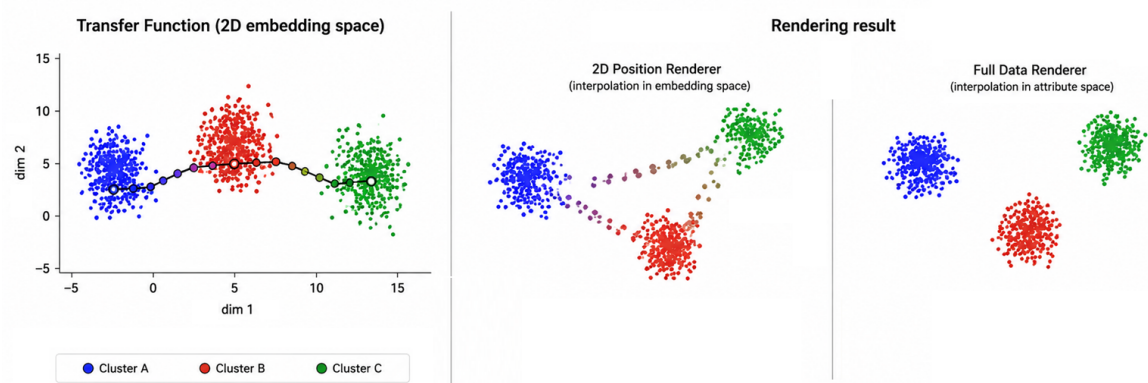 Transfer Function (2D embedding space)
15
10
5
0
−5
dim 2
−5
0
5
10
15
dim 1
Cluster A
Cluster B
Cluster C
Rendering result
2D Position Renderer
(interpolation in embedding space)
Full Data Renderer
(interpolation in attribute space)